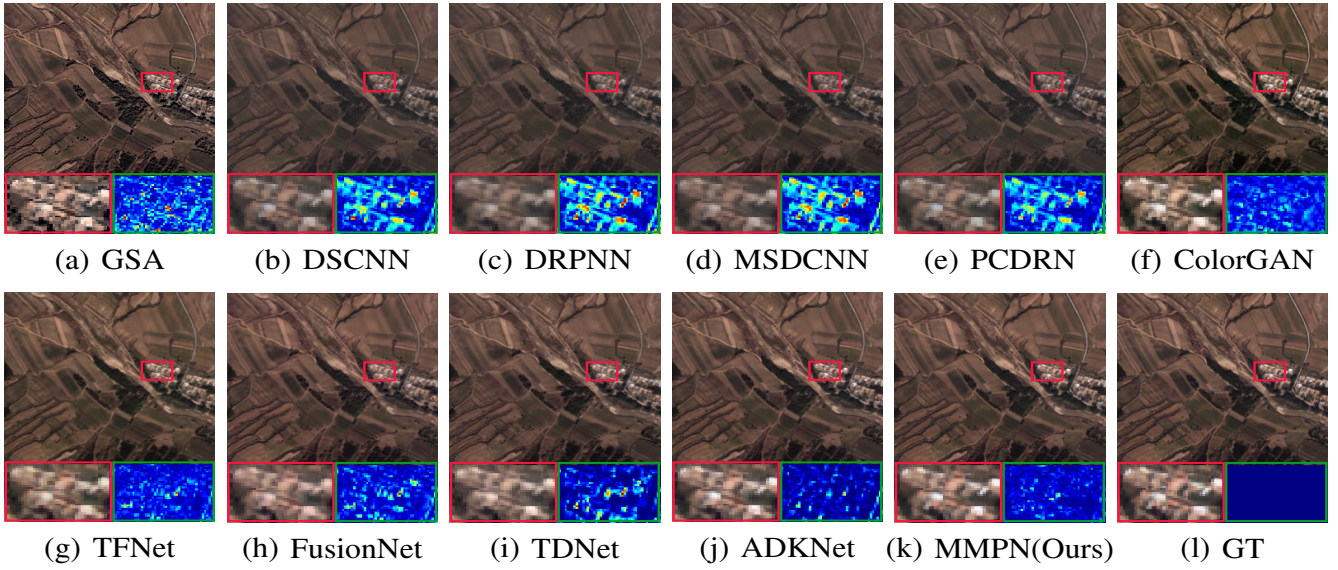 (a) GSA (b) DSCNN (c) DRPNN (d) MSDCNN (e) PCDRN (f) ColorGAN
(g) TFNet (h) FusionNet (i) TDNet (j) ADKNet (k) MMPN(Ours) (l) GT